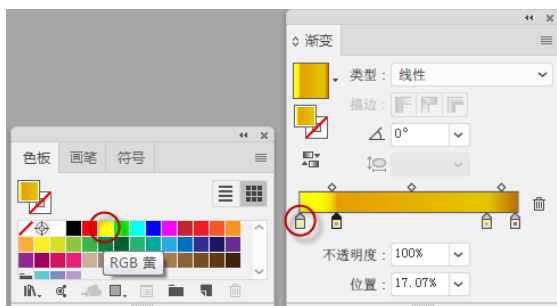 渐变
类型：
线性
描边：
0°
色板
画笔
符号
RGB 黄
不透明度：
100%
位置：
17.07%